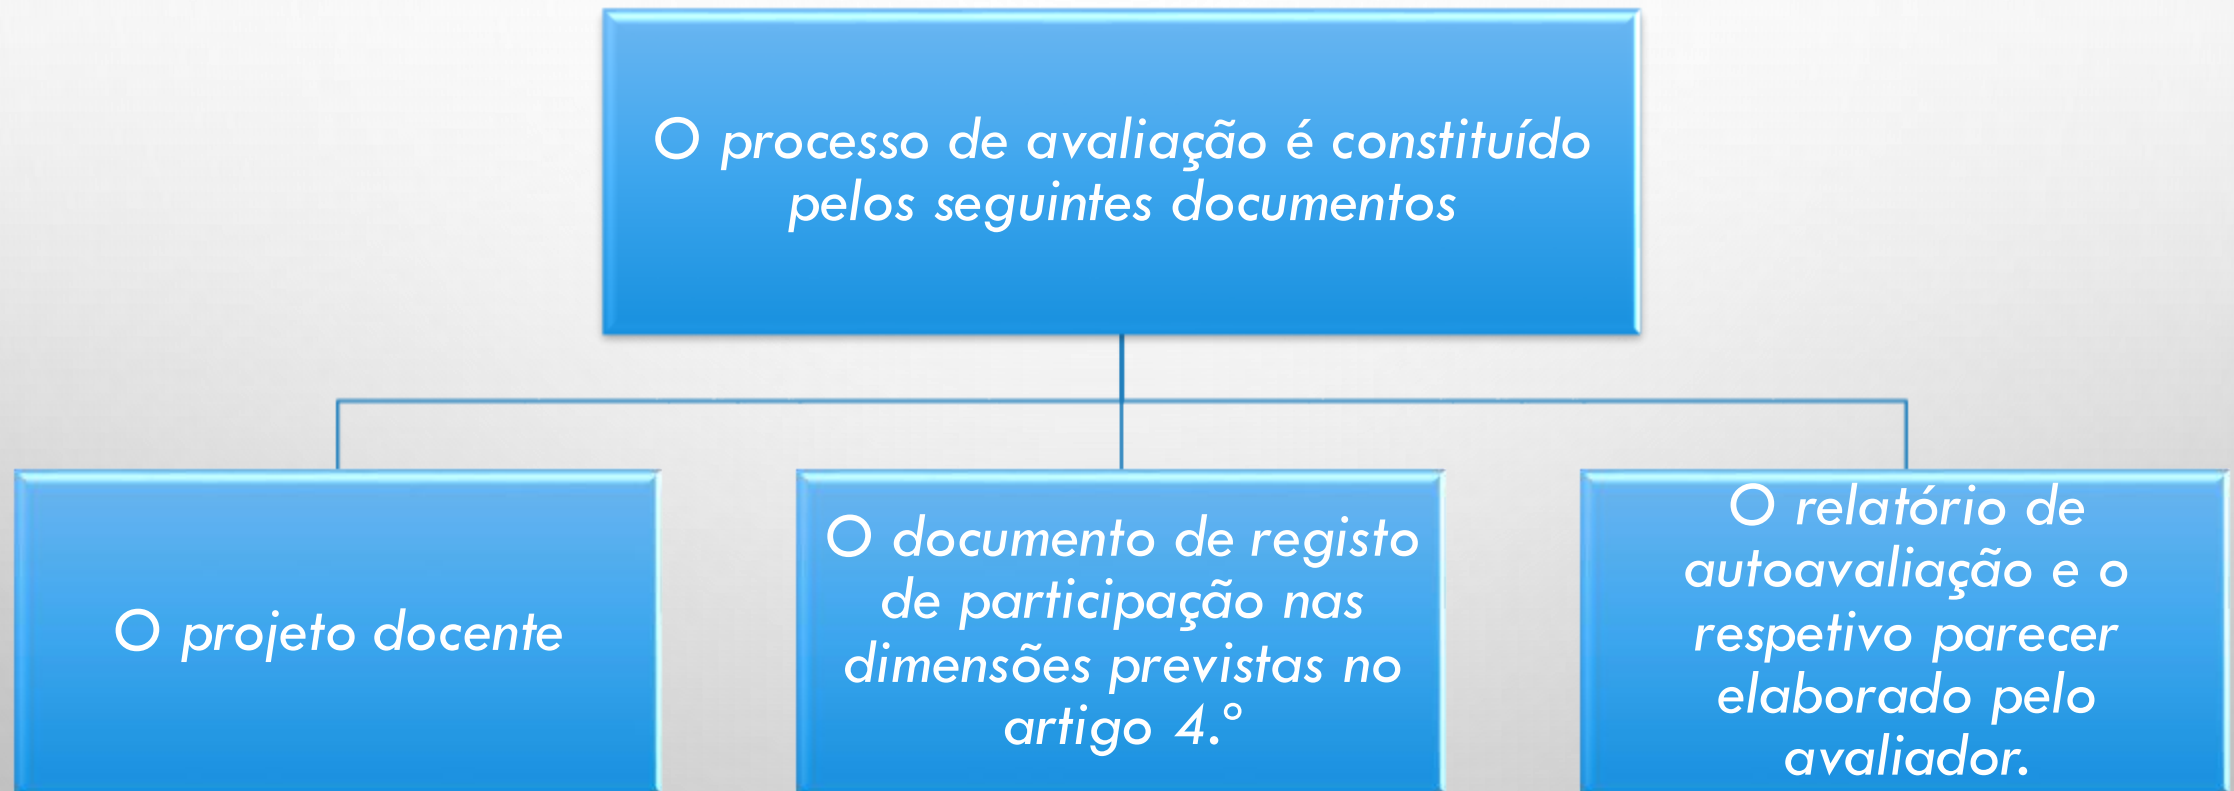 O processo de avaliação é constituído
pelos seguintes documentos
O projeto docente
O documento de registo
de participação nas
dimensões previstas no
artigo 4.º
O relatório de
autoavaliação e o
respetivo parecer
elaborado pelo
avaliador.